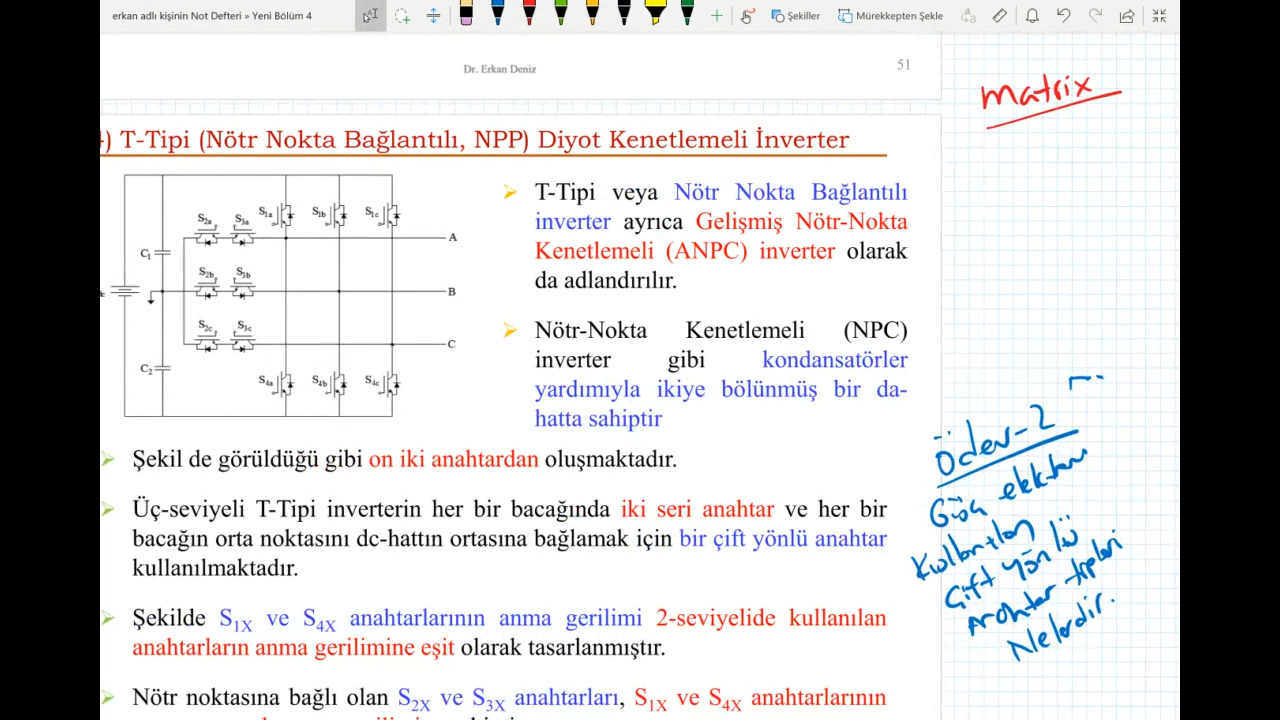 erkan adlı kişinin Not Defteri » Yeni Bölüm 4
Şekiller
Mürekkepten Şekle
Dr. Erkan Deniz
51
matrix
4) T-Tipi (Nötr Nokta Bağlantılı, NPP) Diyot Kenetlemeli İnverter
S1a S1b S1c
S2a S3a
A
C1
S2b S3b
B
S2c S3c
C
C2
S4a S4b S4c
T-Tipi veya Nötr Nokta Bağlantılı
inverter ayrıca Gelişmiş Nötr-Nokta
Kenetlemeli (ANPC) inverter olarak
da adlandırılır.
Nötr-Nokta Kenetlemeli (NPC)
inverter gibi kondansatörler
yardımıyla ikiye bölünmüş bir da-
hatta sahiptir
Şekil de görüldüğü gibi on iki anahtardan oluşmaktadır.
Üç-seviyeli T-Tipi inverterin her bir bacağında iki seri anahtar ve her bir
bacağın orta noktasını dc-hattın ortasına bağlamak için bir çift yönlü anahtar
kullanılmaktadır.
Şekilde S1X ve S4X anahtarlarının anma gerilimi 2-seviyelide kullanılan
anahtarların anma gerilimine eşit olarak tasarlanmıştır.
Nötr noktasına bağlı olan S2X ve S3X anahtarları, S1X ve S4X anahtarlarının
Ödev-2
Güç elektan
Kullanılan
Çift yönlü
Anahtar tipleri
Nelerdir.